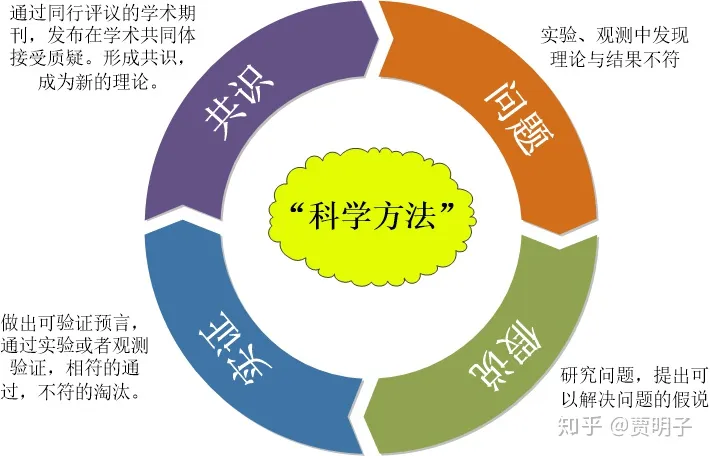 通过同行评议的学术期
刊，发布在学术共同体
接受质疑。形成共识，
成为新的理论。
实验、观测中发现
理论与结果不符
共识
问题
“科学方法”
实证
假说
做出可验证预言，
通过实验或者观测
验证，相符的通
过，不符的淘汰。
研究问题，提出可
以解决问题的假说
知乎 @贾明子